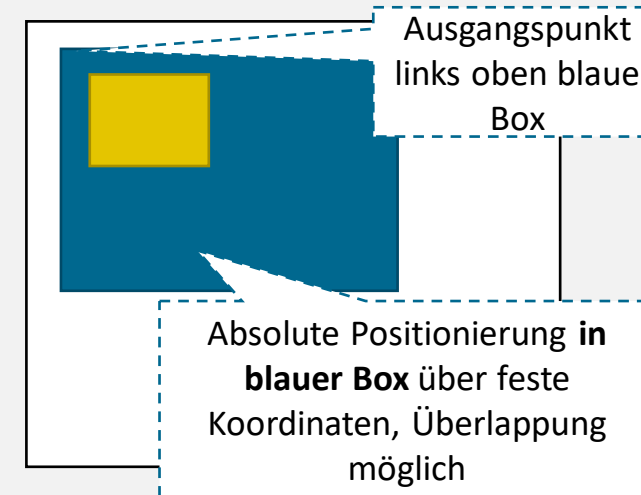 Ausgangspunkt
links oben blaue
Box
Absolute Positionierung in
blauer Box über feste
Koordinaten, Überlappung
möglich